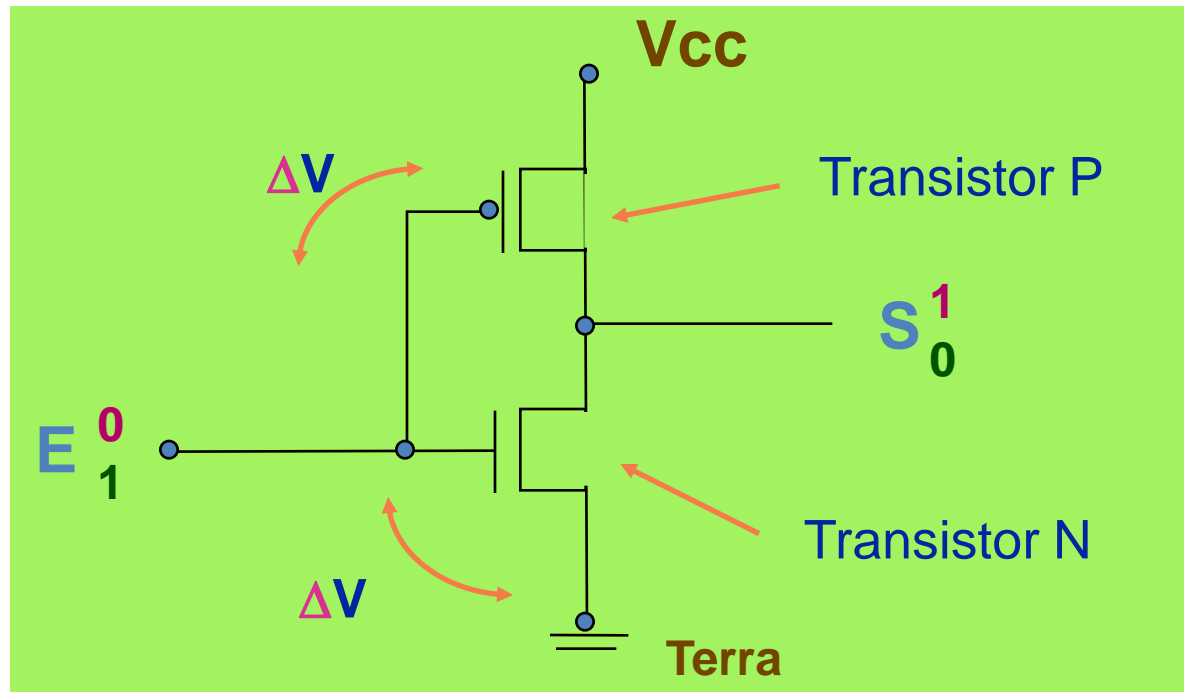 Vcc
ΔV
Transistor P
S 1
0
E 0
1
Transistor N
ΔV
Terra